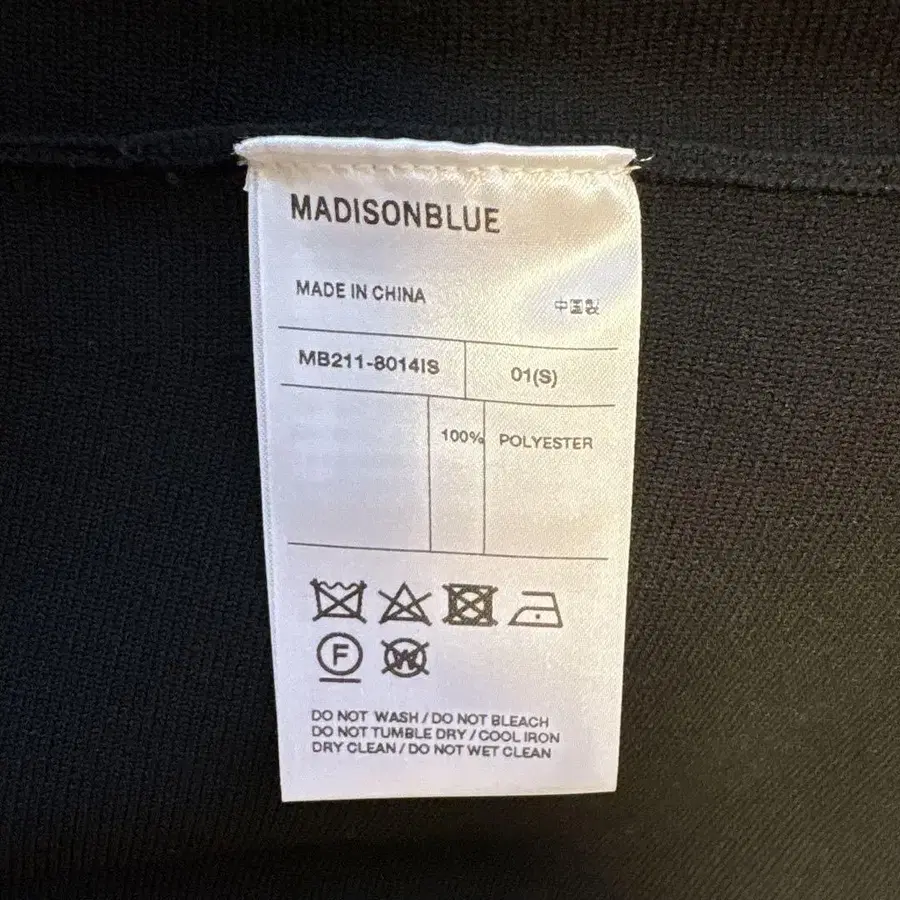 MADISONBLUE
MADE IN CHINA 中国製
MB211-8014IS 01(S)
100% POLYESTER
F W
DO NOT WASH / DO NOT BLEACH
DO NOT TUMBLE DRY / COOL IRON
DRY CLEAN / DO NOT WET CLEAN